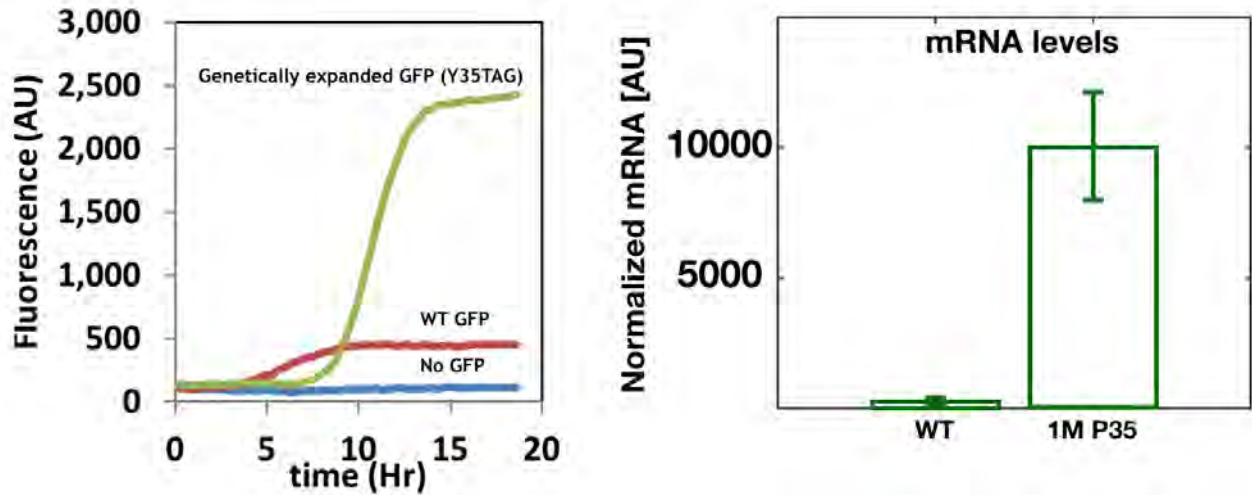 3,000
2,500
2,000
1,500
1,000
500
0
Fluorescence (AU)
Genetically expanded GFP (Y35TAG)
WT GFP
No GFP
0 5 10 15 20
time (Hr)
mRNA levels
Normalized mRNA [AU]
10000
5000
WT 1M P35